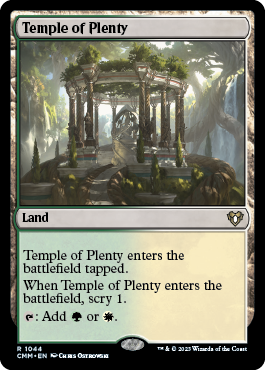 Temple of Plenty
Land
Temple of Plenty enters the
battlefield tapped.
When Temple of Plenty enters the
battlefield, scry 1.
: Add or .
R 1044
CMM • EN Chris Ostrowski
™ & © 2023 Wizards of the Coast